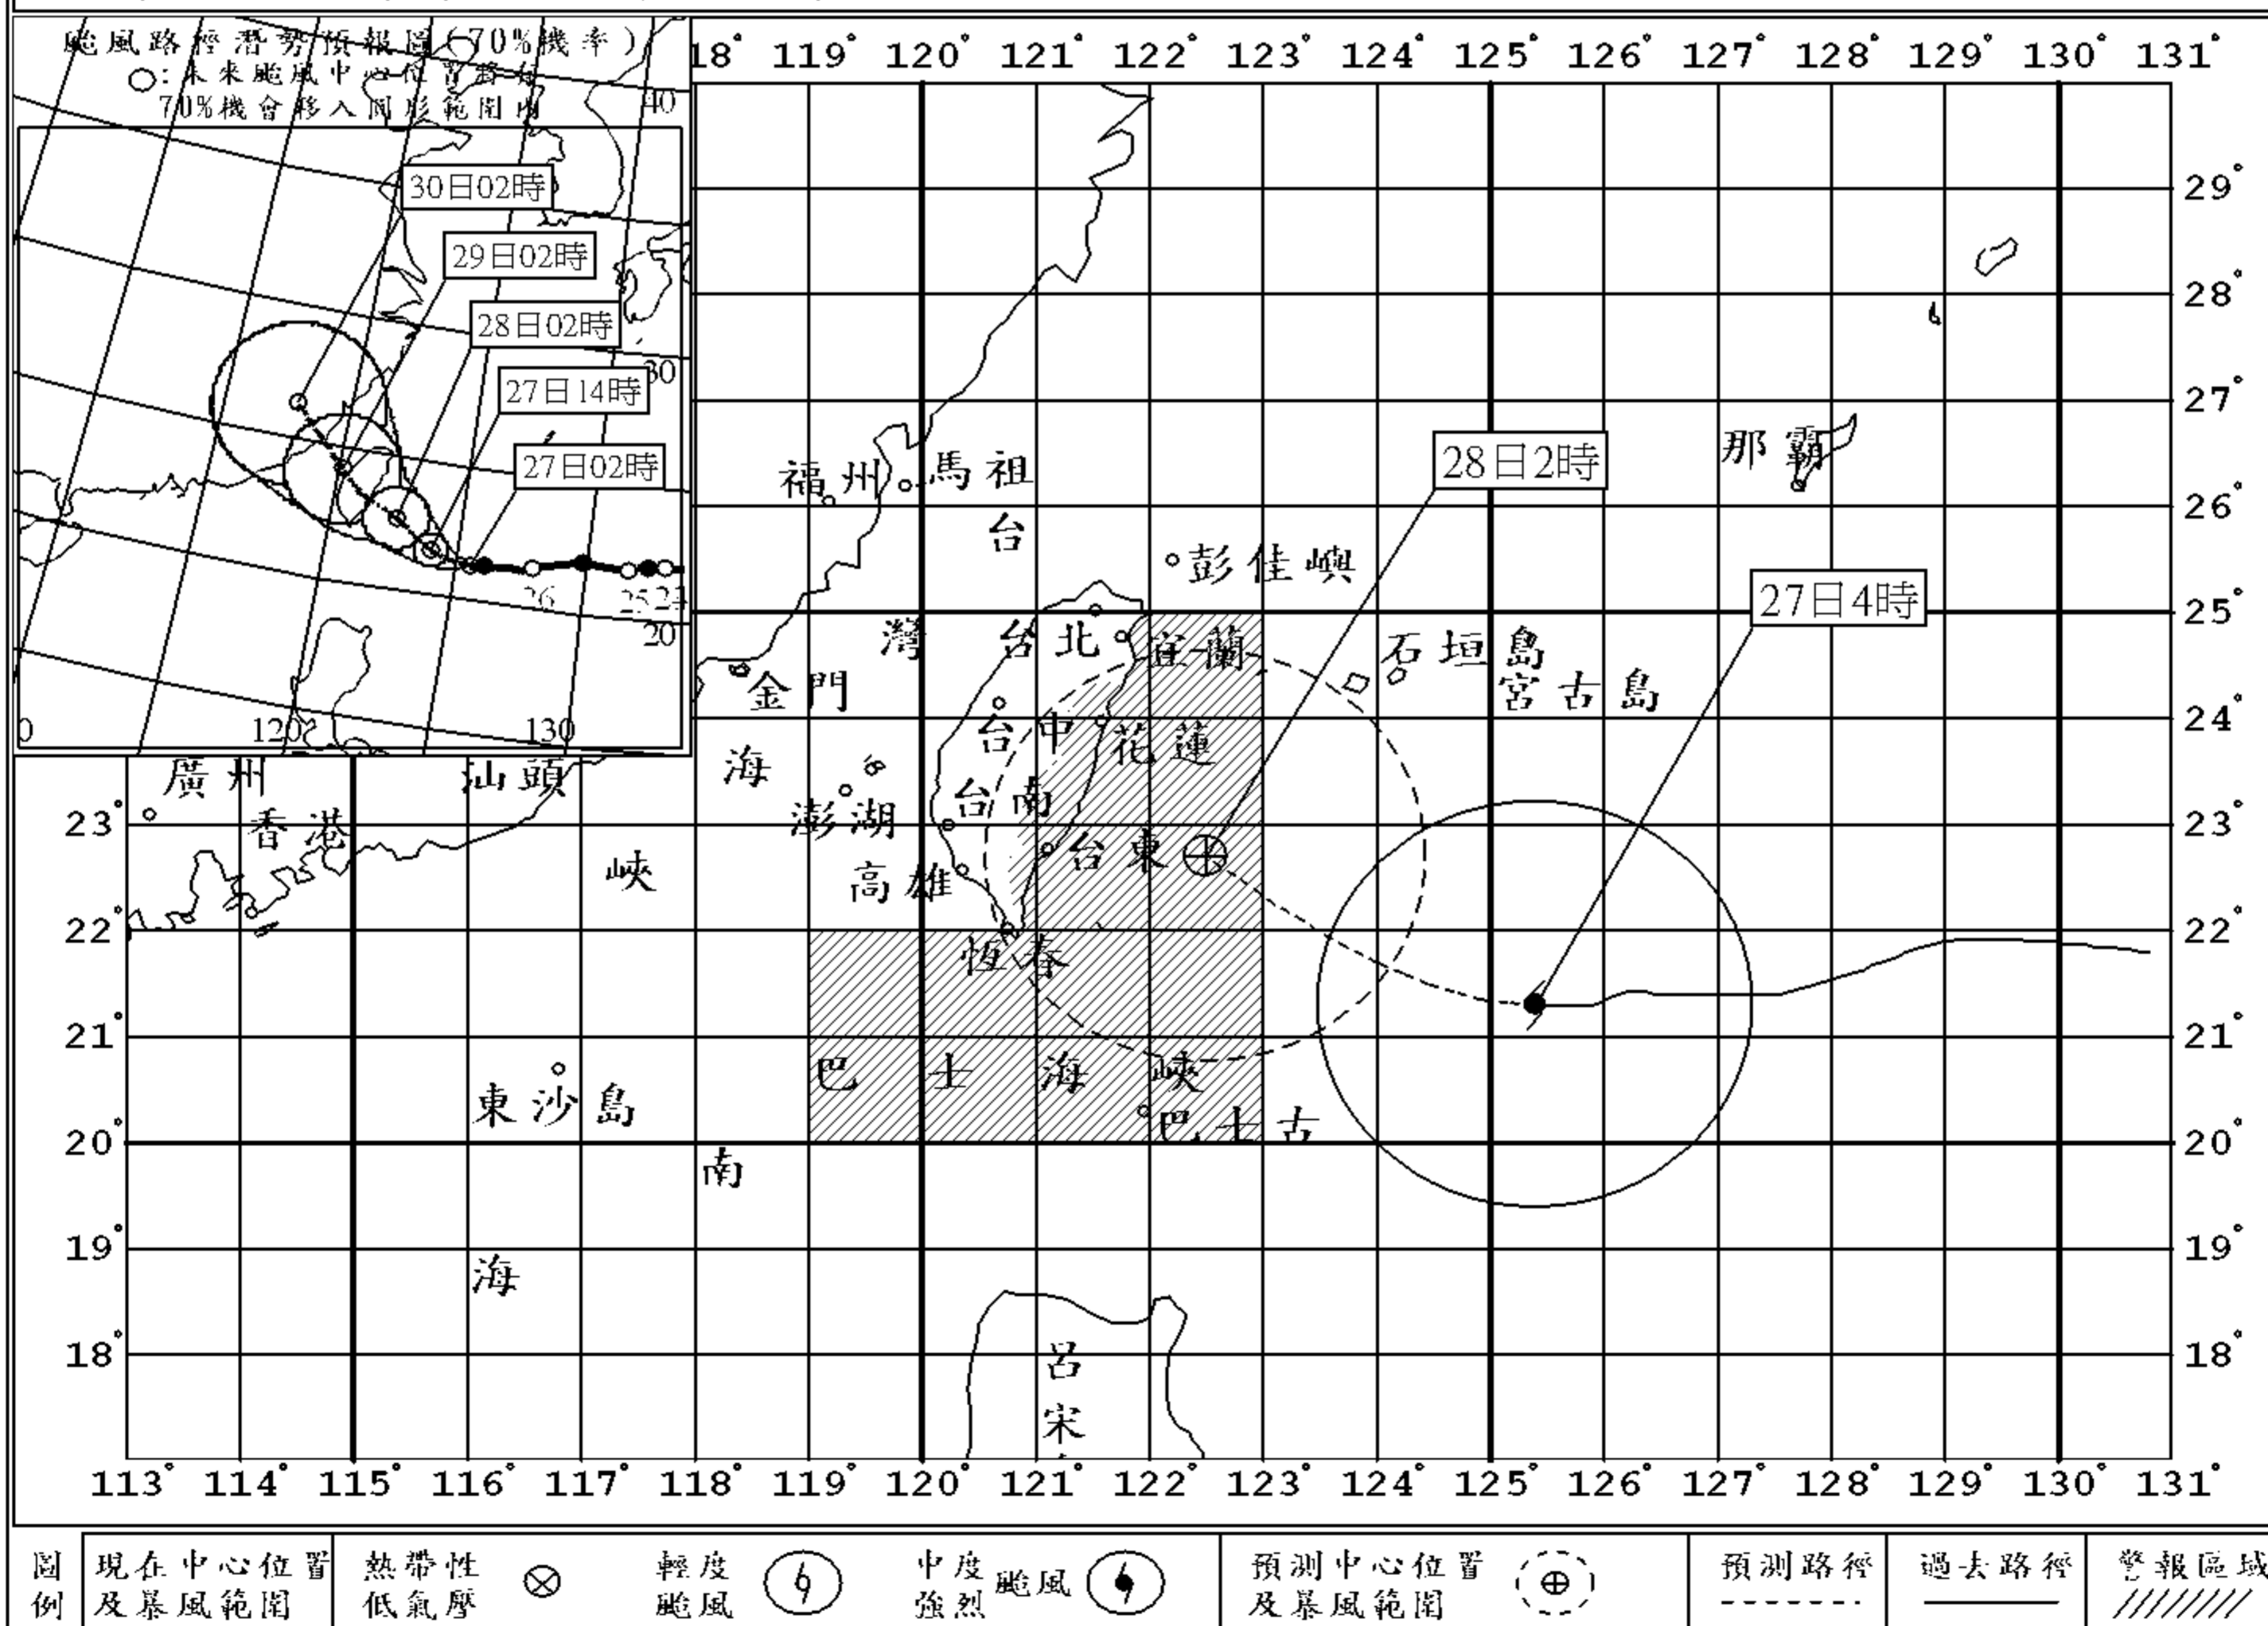 颱風路徑潛勢預報圖(70%機率)
○:未來颱風中心位置將有
70%機會移入圓形範圍內
40
30日02時
29日02時
28日02時
27日14時
30
27日02時
26 25 24
20
0 120 130
18° 119° 120° 121° 122° 123° 124° 125° 126° 127° 128° 129° 130° 131°
29°
28°
27°
28日2時
那霸
福州 馬祖
26°
台
彭佳嶼
27日4時
25°
灣 台北 宜蘭 石垣島
金門 宮古島
24°
台中 花蓮
海
廣州 汕頭
澎湖 台南
23° 23°
香港
台東
峽 高雄
22° 22°
恆春
21° 21°
巴士海峽
東沙島
巴士古
20° 20°
南
19° 19°
海
18° 18°
呂
宋
113° 114° 115° 116° 117° 118° 119° 120° 121° 122° 123° 124° 125° 126° 127° 128° 129° 130° 131°
圖例
現在中心位置
及暴風範圍
熱帶性
低氣壓
輕度
颱風
中度
強烈
颱風
預測中心位置
及暴風範圍
預測路徑
過去路徑
警報區域